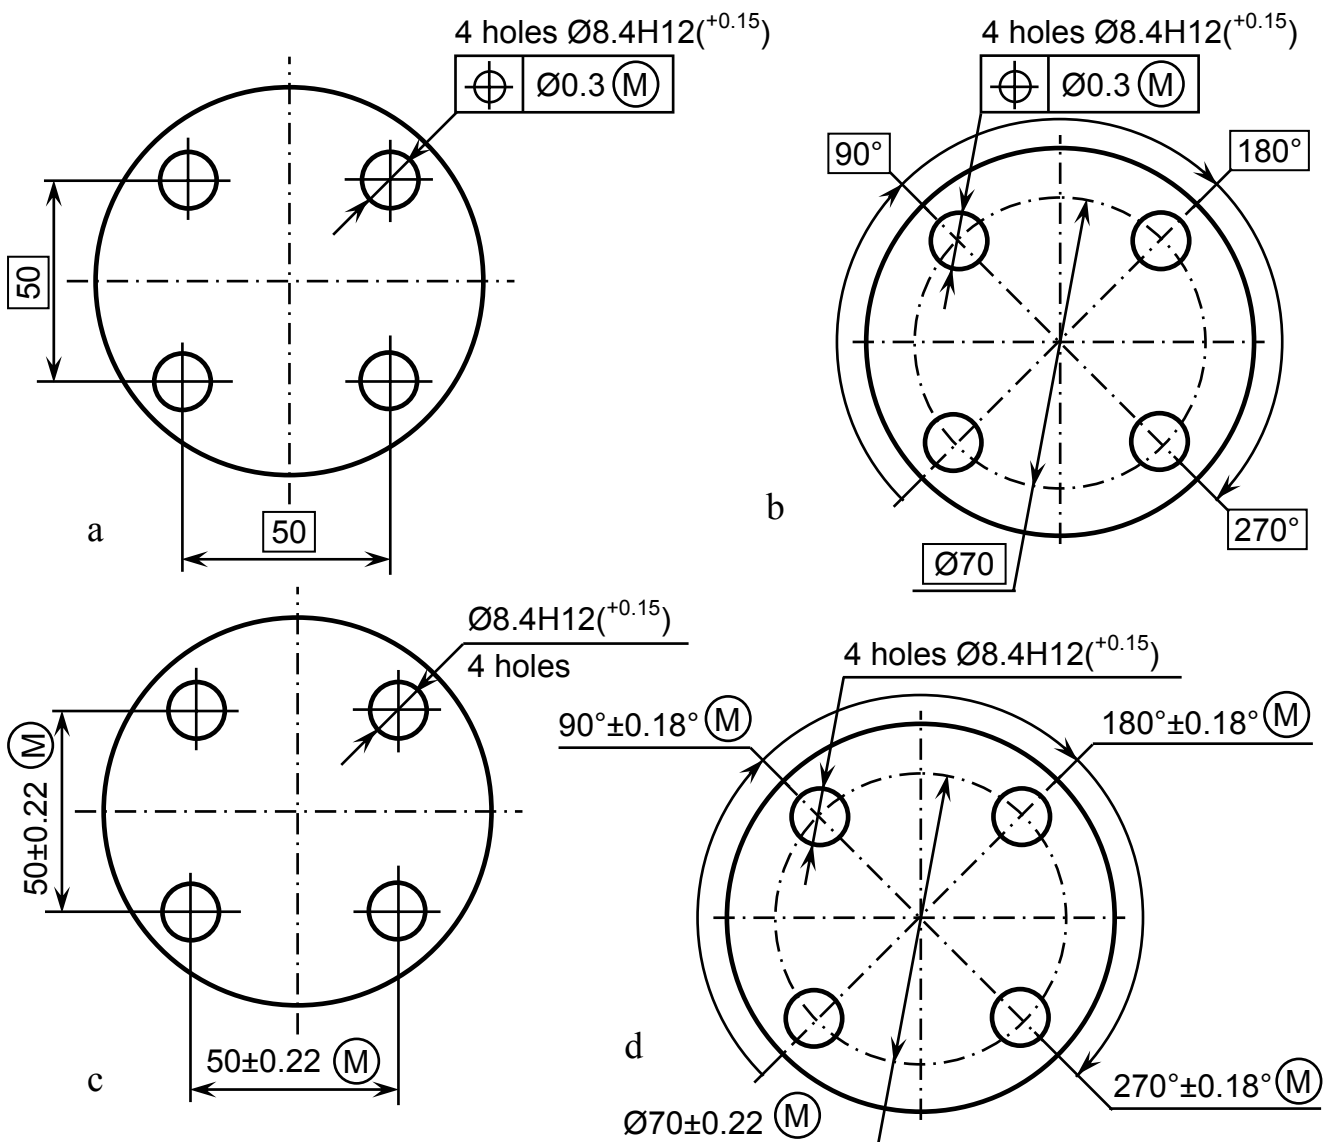 4 holes Ø8.4H12(+0.15)
Ø0.3 Ⓜ
50
50
a
4 holes Ø8.4H12(+0.15)
Ø0.3 Ⓜ
90°
180°
270°
Ø70
b
Ø8.4H12(+0.15)
4 holes
50±0.22 Ⓜ
50±0.22 Ⓜ
c
4 holes Ø8.4H12(+0.15)
90°±0.18° Ⓜ
180°±0.18° Ⓜ
270°±0.18° Ⓜ
Ø70±0.22 Ⓜ
d